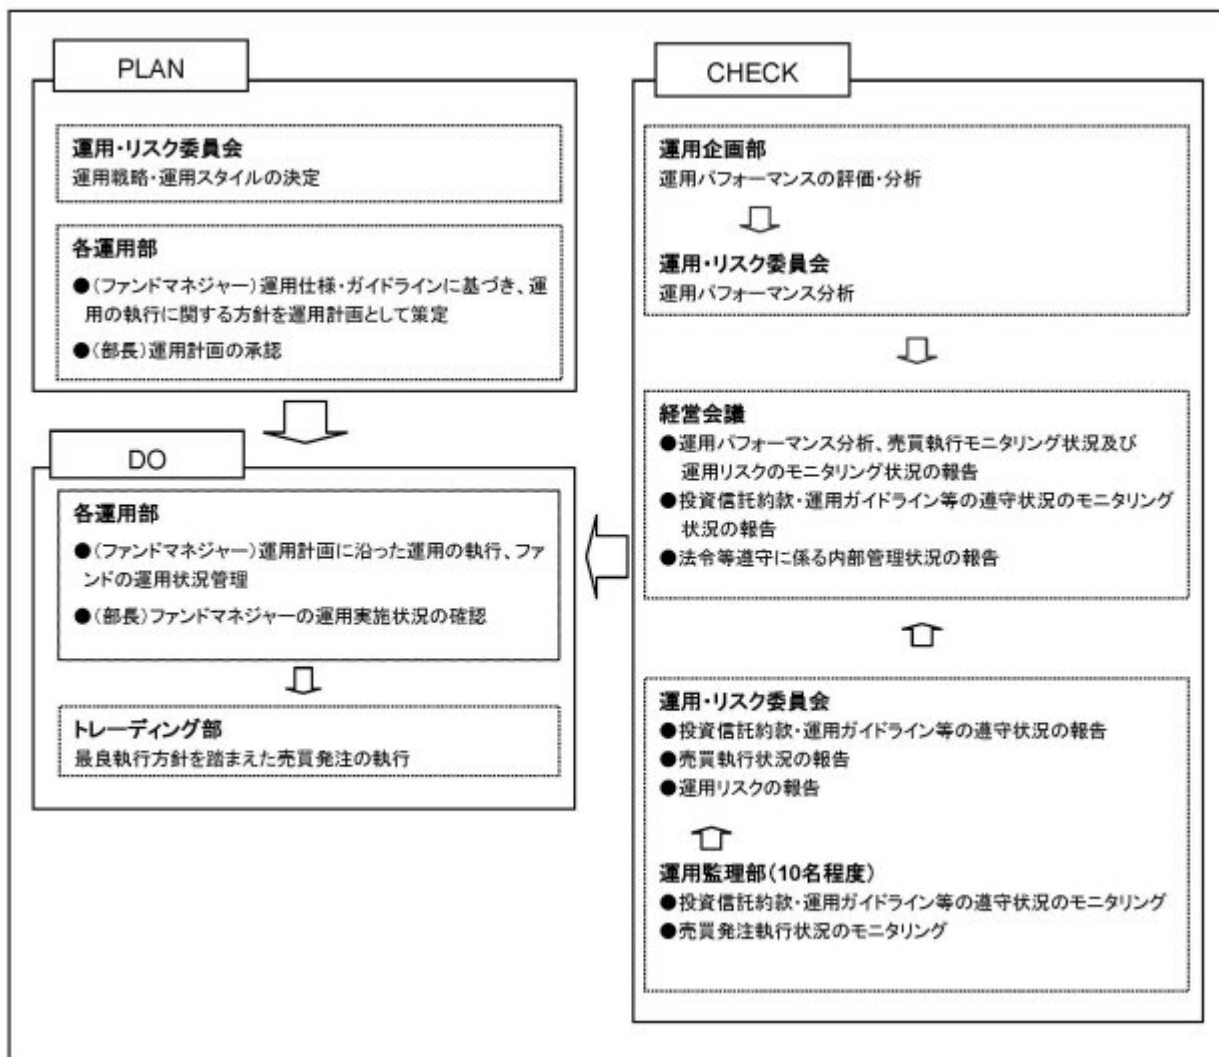 PLAN
運用・リスク委員会
運用戦略・運用スタイルの決定
各運用部
●（ファンドマネジャー）運用仕様・ガイドラインに基づき、運
用の執行に関する方針を運用計画として策定
●（部長）運用計画の承認
DO
各運用部
●（ファンドマネジャー）運用計画に沿った運用の執行、ファ
ンドの運用状況管理
●（部長）ファンドマネジャーの運用実施状況の確認
トレーディング部
最良執行方針を踏まえた売買発注の執行
CHECK
運用企画部
運用パフォーマンスの評価・分析
運用・リスク委員会
運用パフォーマンス分析
経営会議
●運用パフォーマンス分析、売買執行モニタリング状況及び
運用リスクのモニタリング状況の報告
●投資信託約款・運用ガイドライン等の遵守状況のモニタリング
状況の報告
●法令等遵守に係る内部管理状況の報告
運用・リスク委員会
●投資信託約款・運用ガイドライン等の遵守状況の報告
●売買執行状況の報告
●運用リスクの報告
運用監理部（10名程度）
●投資信託約款・運用ガイドライン等の遵守状況のモニタリング
●売買発注執行状況のモニタリング